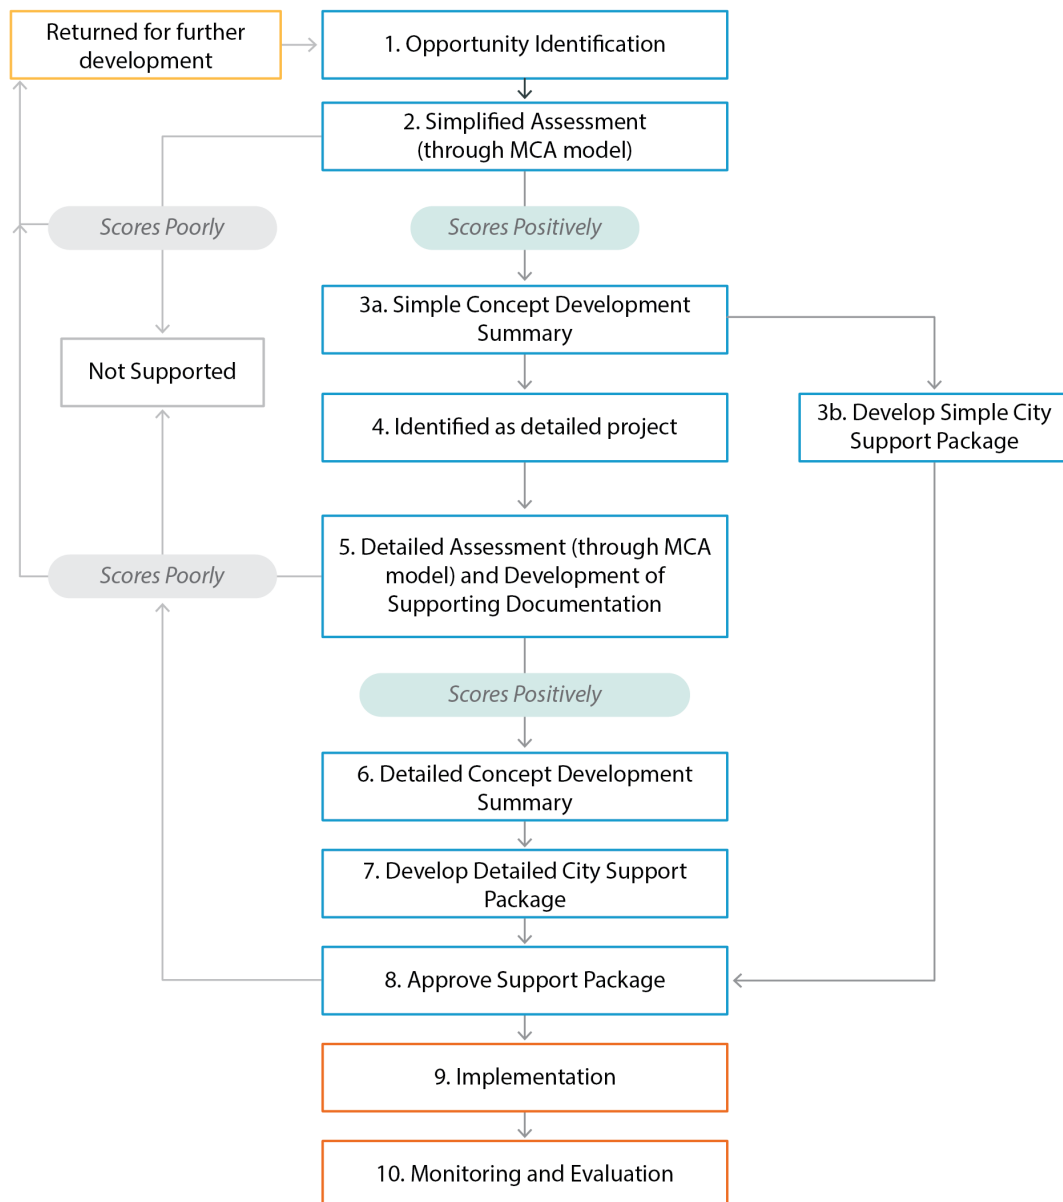 Returned for further
development
1. Opportunity Identification
2. Simplified Assessment
(through MCA model)
Scores Poorly
Scores Positively
3a. Simple Concept Development
Summary
Not Supported
4. Identified as detailed project
3b. Develop Simple City
Support Package
5. Detailed Assessment (through MCA
model) and Development of
Supporting Documentation
Scores Poorly
Scores Positively
6. Detailed Concept Development
Summary
7. Develop Detailed City Support
Package
8. Approve Support Package
9. Implementation
10. Monitoring and Evaluation